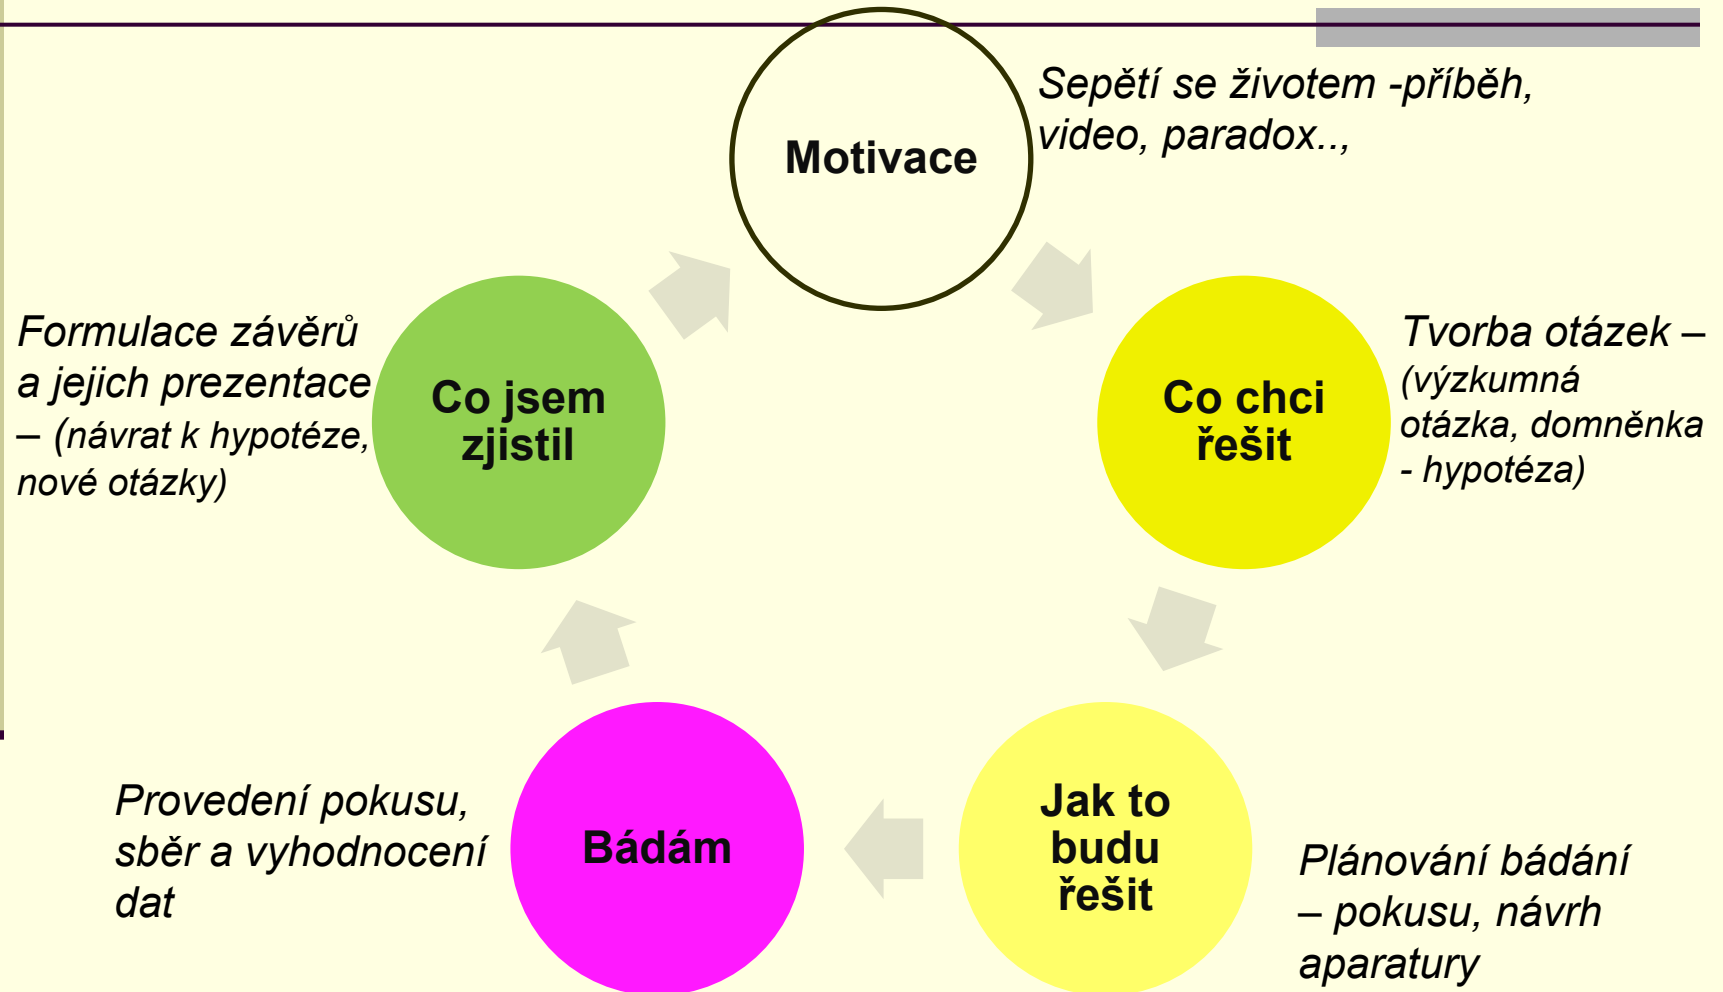 Motivace
Sepětí se životem -příběh,
video, paradox..,
Co chci
řešit
Tvorba otázek –
(výzkumná
otázka, domněnka
- hypotéza)
Jak to
budu
řešit
Plánování bádání
– pokusu, návrh
aparatury
Bádám
Provedení pokusu,
sběr a vyhodnocení
dat
Co jsem
zjistil
Formulace závěrů
a jejich prezentace
– (návrat k hypotéze,
nové otázky)